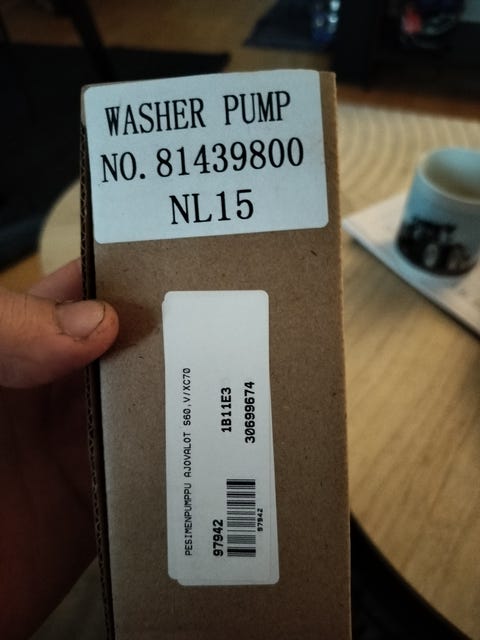 WASHER PUMP
NO. 81439800
NL15
PESIMENPUMPPU AJOVALOT S60,V/XC70
1B11E3
30699674
97942
97942